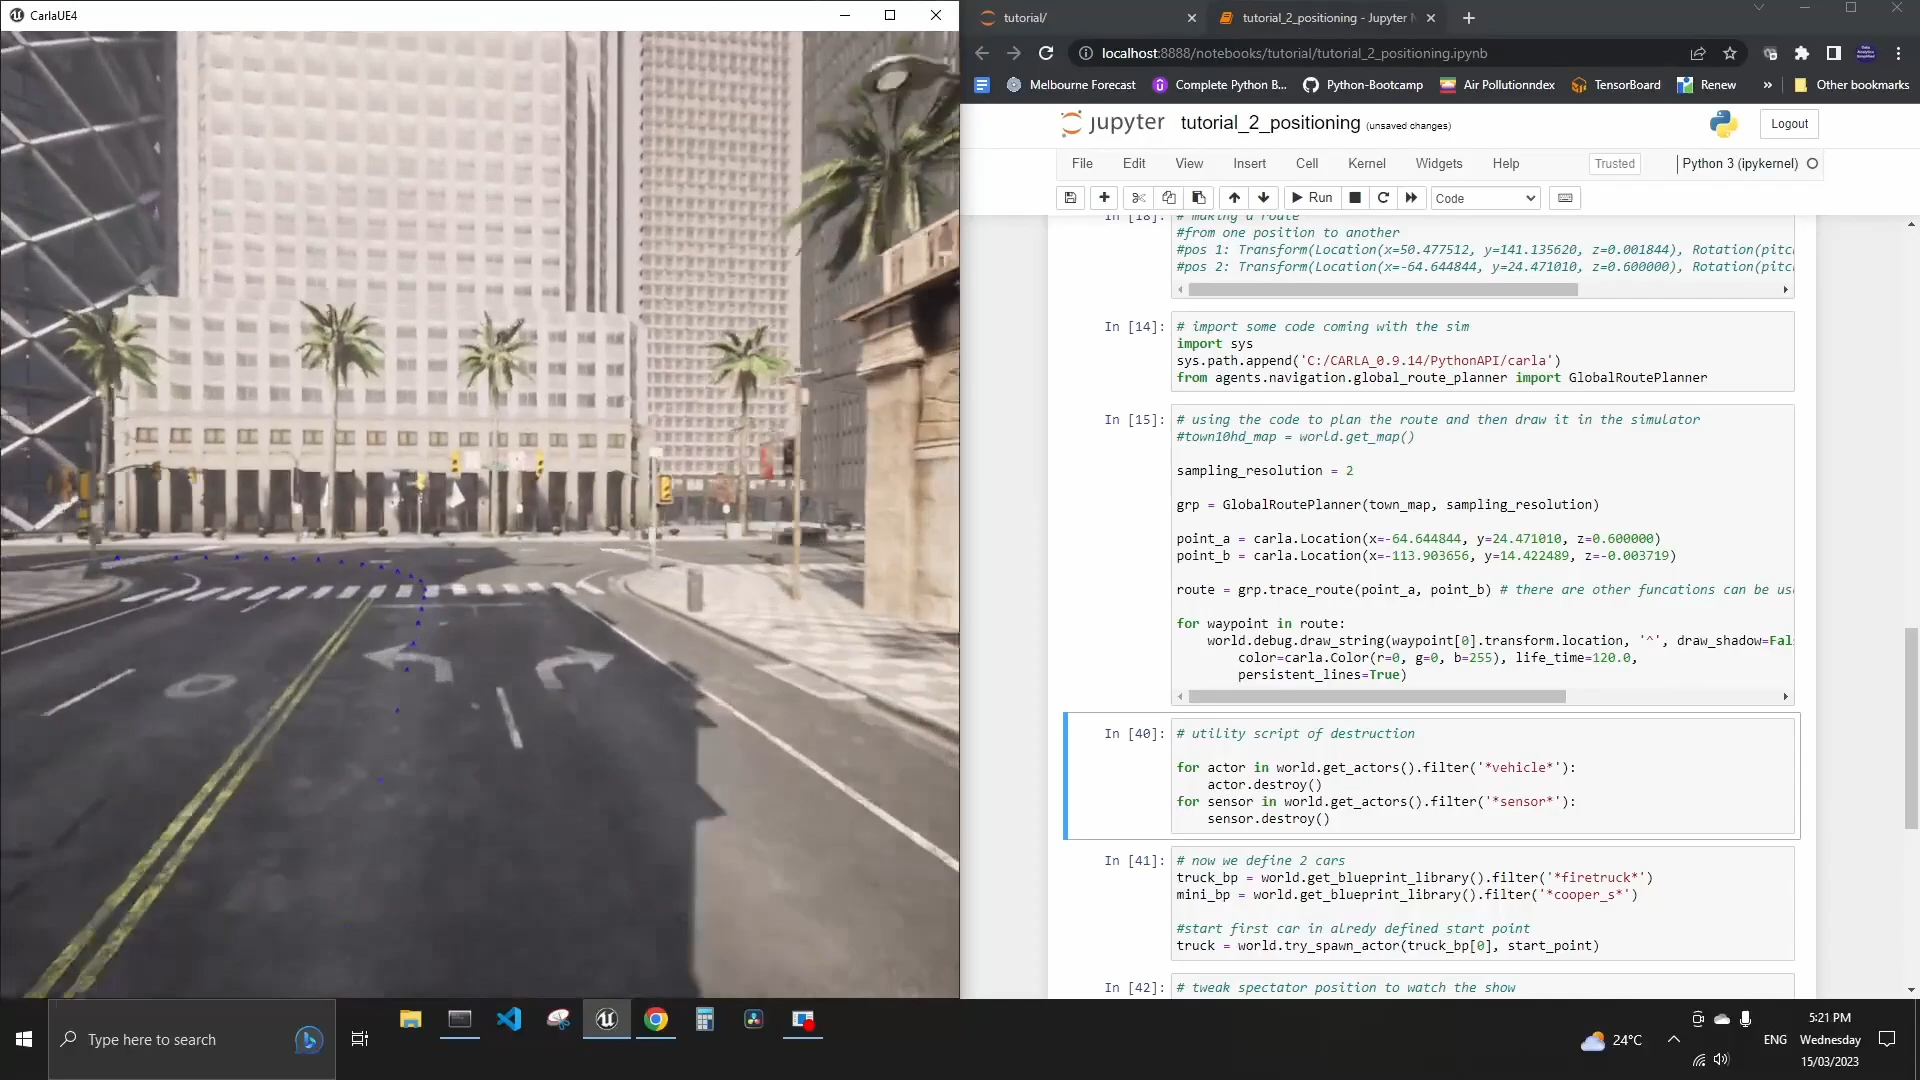 CarlaUE4
tutorial/
tutorial_2_positioning - Jupyter N
localhost:8888/notebooks/tutorial/tutorial_2_positioning.ipynb
Melbourne Forecast
Complete Python B...
Python-Bootcamp
Air Pollutionndex
TensorBoard
Renew
»
Other bookmarks
jupyter
tutorial_2_positioning (unsaved changes)
Logout
File Edit View Insert Cell Kernel Widgets Help
Trusted
Python 3 (ipykernel)
Run
Code
In [18]: # making a route
#from one position to another
#pos 1: Transform(Location(x=50.477512, y=141.135620, z=0.001844), Rotation(pitc
#pos 2: Transform(Location(x=-64.644844, y=24.471010, z=0.600000), Rotation(pitc
In [14]: # import some code coming with the sim
import sys
sys.path.append('C:/CARLA_0.9.14/PythonAPI/carla')
from agents.navigation.global_route_planner import GlobalRoutePlanner
In [15]: # using the code to plan the route and then draw it in the simulator
#town10hd_map = world.get_map()
sampling_resolution = 2
grp = GlobalRoutePlanner(town_map, sampling_resolution)
point_a = carla.Location(x=-64.644844, y=24.471010, z=0.600000)
point_b = carla.Location(x=-113.903656, y=14.422489, z=-0.003719)
route = grp.trace_route(point_a, point_b) # there are other funcations can be us
for waypoint in route:
world.debug.draw_string(waypoint[0].transform.location, '^', draw_shadow=Fal
color=carla.Color(r=0, g=0, b=255), life_time=120.0,
persistent_lines=True)
In [40]: # utility script of destruction
for actor in world.get_actors().filter('*vehicle*'):
actor.destroy()
for sensor in world.get_actors().filter('*sensor*'):
sensor.destroy()
In [41]: # now we define 2 cars
truck_bp = world.get_blueprint_library().filter('*firetruck*')
mini_bp = world.get_blueprint_library().filter('*cooper_s*')
#start first car in alredy defined start point
truck = world.try_spawn_actor(truck_bp[0], start_point)
In [42]: # tweak spectator position to watch the show
Type here to search
24°C
ENG
5:21 PM
Wednesday
15/03/2023